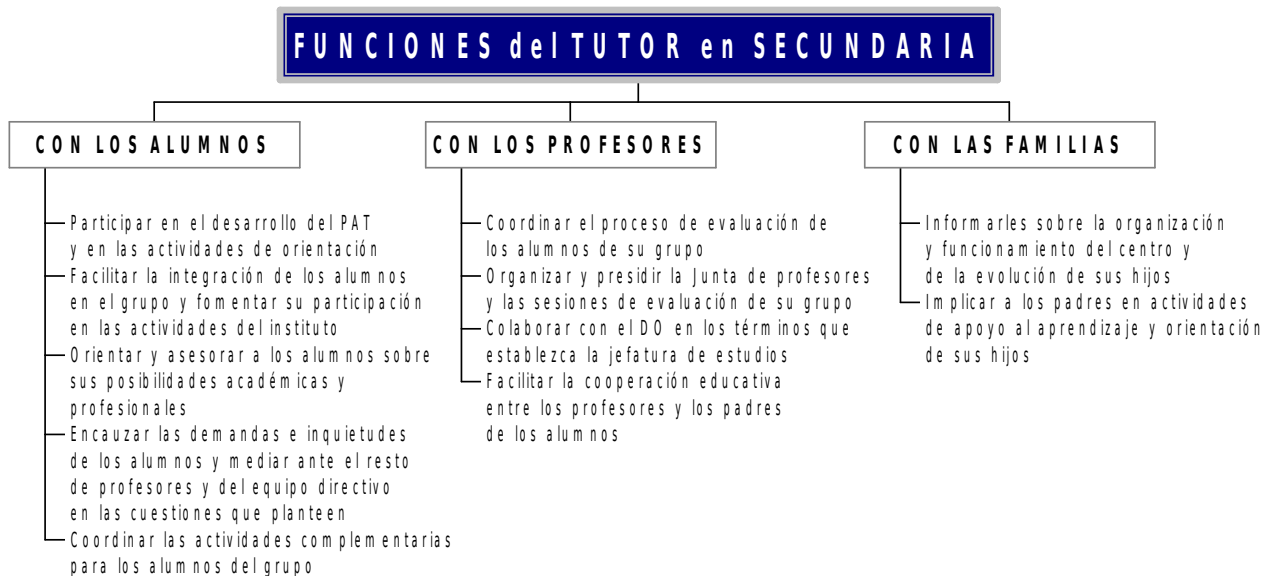 FUNCIONES del TUTOR en SECUNDARIA
CON LOS ALUMNOS
Participar en el desarrollo del PAT
y en las actividades de orientación
Facilitar la integración de los alumnos
en el grupo y fomentar su participación
en las actividades del instituto
Orientar y asesorar a los alumnos sobre
sus posibilidades académicas y
profesionales
Encauzar las demandas e inquietudes
de los alumnos y mediar ante el resto
de profesores y del equipo directivo
en las cuestiones que planteen
Coordinar las actividades complementarias
para los alumnos del grupo
CON LOS PROFESORES
Coordinar el proceso de evaluación de
los alumnos de su grupo
Organizar y presidir la Junta de profesores
y las sesiones de evaluación de su grupo
Colaborar con el DO en los términos que
establezca la jefatura de estudios
Facilitar la cooperación educativa
entre los profesores y los padres
de los alumnos
CON LAS FAMILIAS
Informarles sobre la organización
y funcionamiento del centro y
de la evolución de sus hijos
Implicar a los padres en actividades
de apoyo al aprendizaje y orientación
de sus hijos